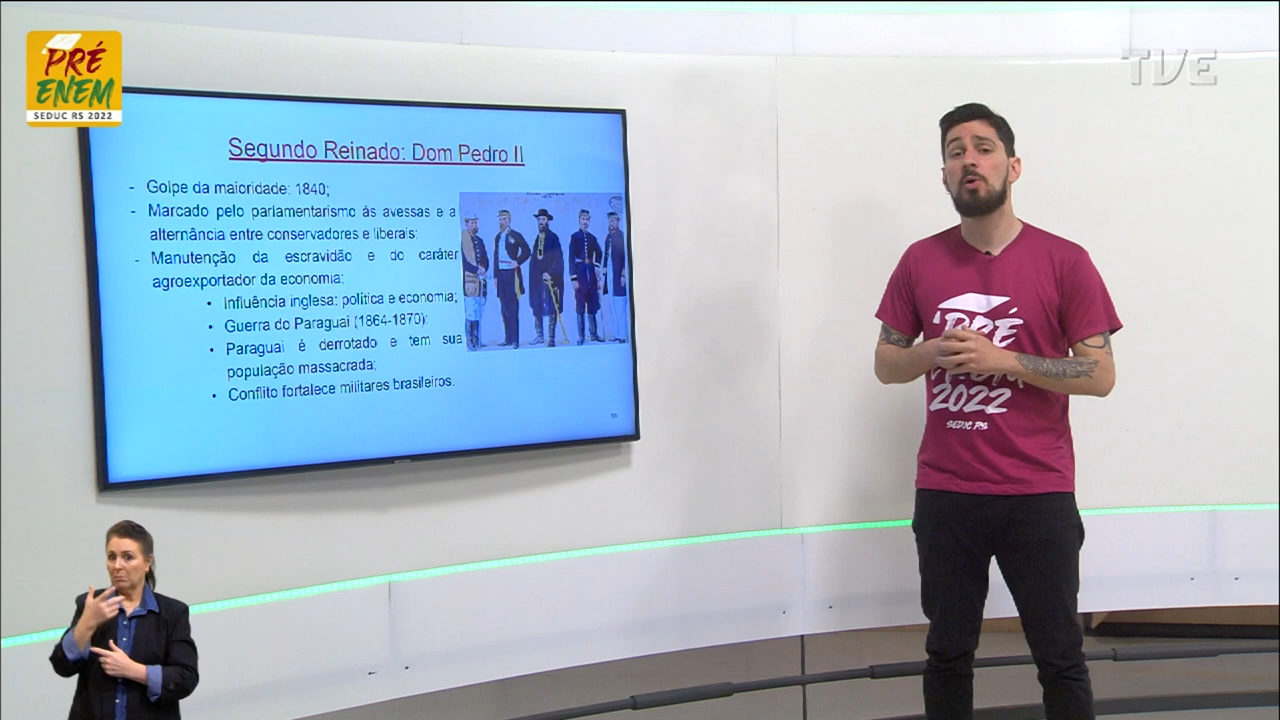 PRÉ
ENEM
SEDUC RS 2022
TVE
Segundo Reinado: Dom Pedro II
- Golpe da maioridade: 1840;
- Marcado pelo parlamentarismo às avessas e a
alternância entre conservadores e liberais;
- Manutenção da escravidão e do caráter
agroexportador da economia;
• Influência inglesa: política e economia;
• Guerra do Paraguai (1864-1870):
• Paraguai é derrotado e tem sua
população massacrada;
• Conflito fortalece militares brasileiros.
PRÉ
2022
SEDUC RS